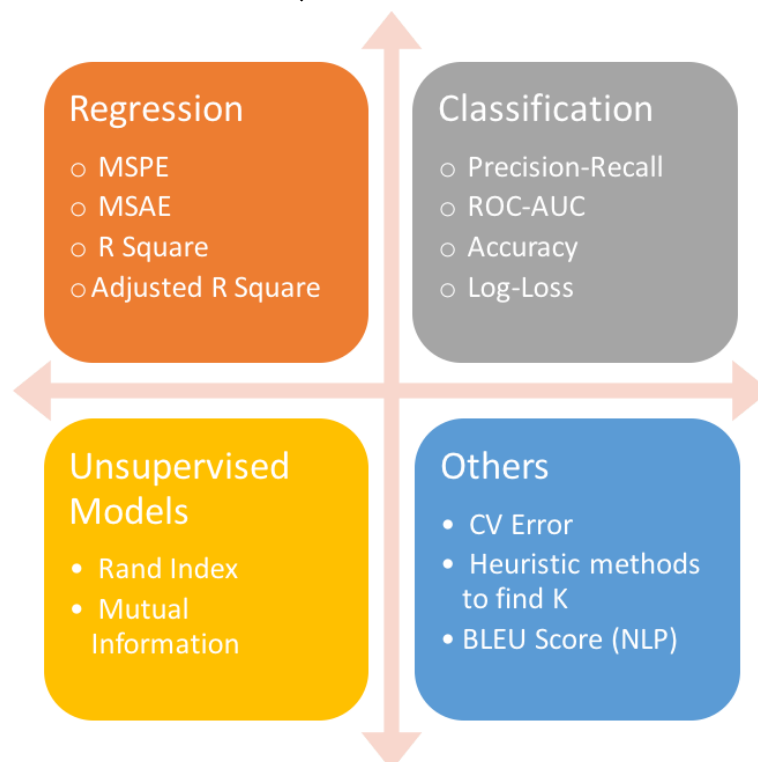 Regression
○ MSPE
○ MSAE
○ R Square
○ Adjusted R Square
Classification
○ Precision-Recall
○ ROC-AUC
○ Accuracy
○ Log-Loss
Unsupervised
Models
• Rand Index
• Mutual
Information
Others
• CV Error
• Heuristic methods
to find K
• BLEU Score (NLP)